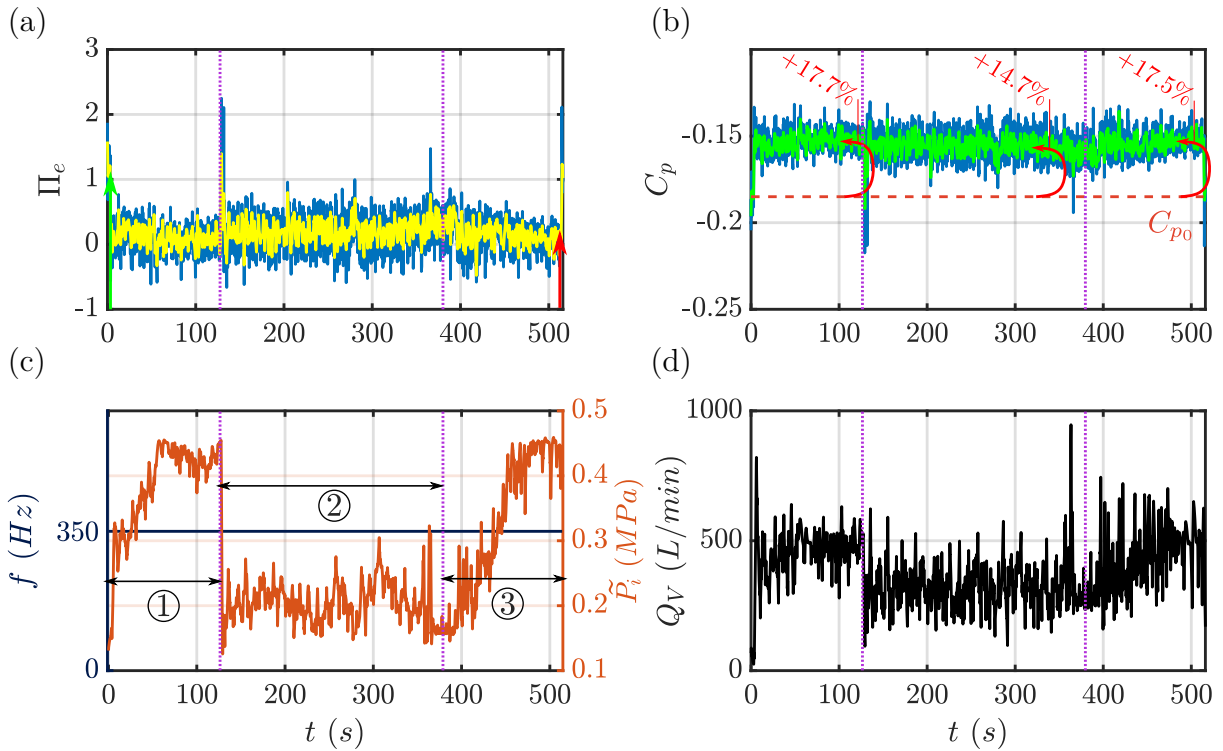 (a)
3
2
1
0
-1
Π_e
0 100 200 300 400 500
(b)
-0.15
-0.2
-0.25
C_p
+17.7%
+14.7%
+17.5%
C_{p_0}
0 100 200 300 400 500
(c)
350
0
f (Hz)
① ② ③
0.5
0.4
0.3
0.2
0.1
P̃_i (MPa)
0 100 200 300 400 500
t (s)
(d)
1000
500
0
Q_V (L/min)
0 100 200 300 400 500
t (s)